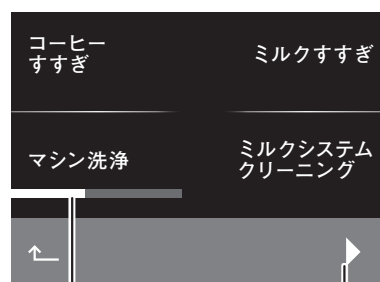 コーヒー
すすぎ
ミルクすすぎ
マシン洗浄
ミルクシステム
クリーニング